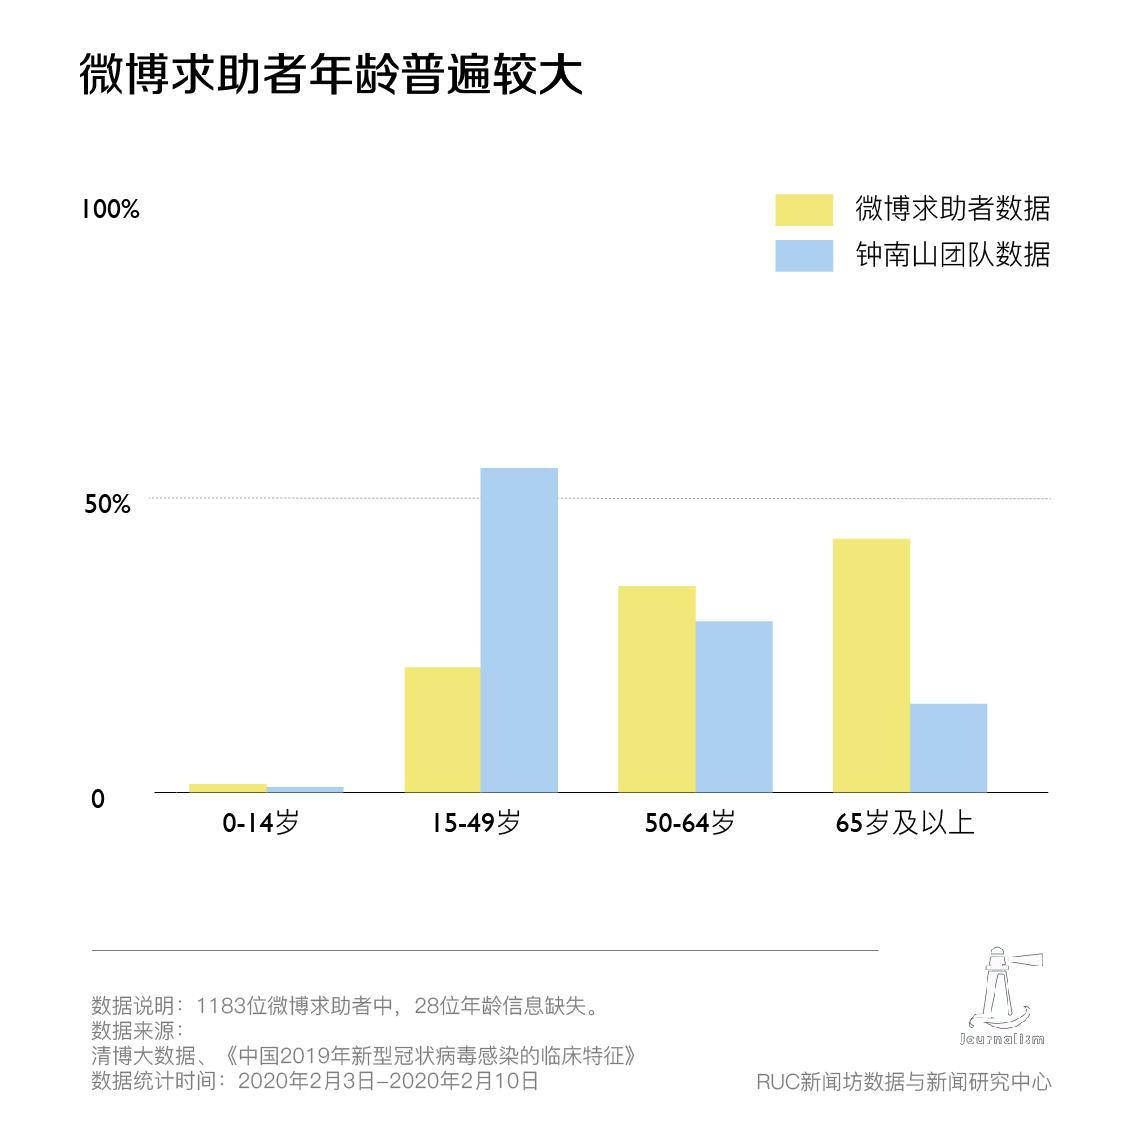 微博求助者年龄普遍较大
100%
微博求助者数据
钟南山团队数据
50%
0
0-14岁
15-49岁
50-64岁
65岁及以上
数据说明：1183位微博求助者中，28位年龄信息缺失。
数据来源：
清博大数据、《中国2019年新型冠状病毒感染的临床特征》
数据统计时间：2020年2月3日-2020年2月10日
Journalism
RUC新闻坊数据与新闻研究中心